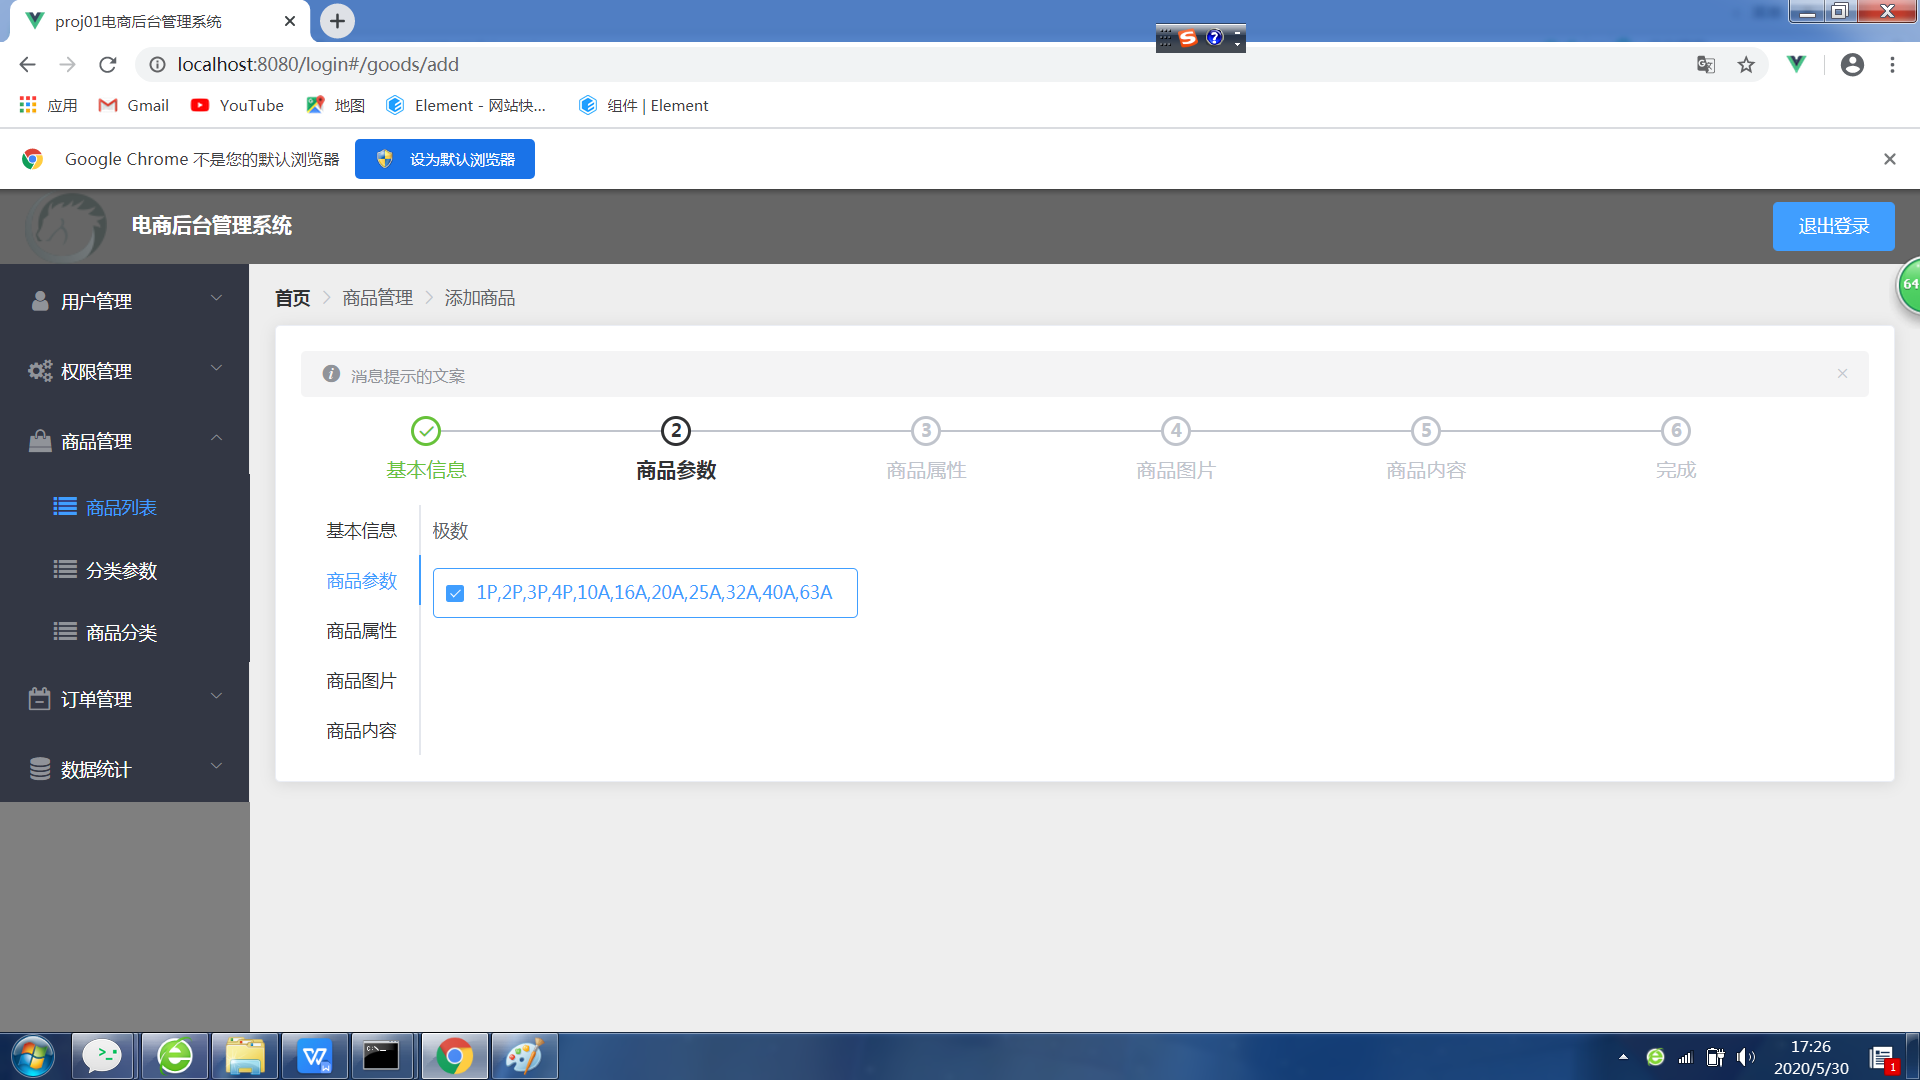 proj01电商后台管理系统
localhost:8080/login#/goods/add
应用 Gmail YouTube 地图 Element - 网站快... 组件 | Element
Google Chrome 不是您的默认浏览器 设为默认浏览器
电商后台管理系统
退出登录
64
用户管理
权限管理
商品管理
商品列表
分类参数
商品分类
订单管理
数据统计
首页 商品管理 添加商品
消息提示的文案
2 3 4 5 6
基本信息 商品参数 商品属性 商品图片 商品内容 完成
基本信息
商品参数
商品属性
商品图片
商品内容
极数
1P,2P,3P,4P,10A,16A,20A,25A,32A,40A,63A
17:26
2020/5/30
1